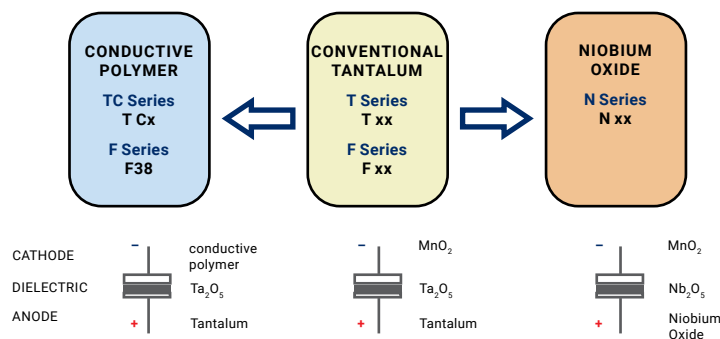 CONDUCTIVE
POLYMER
TC Series
T Cx
F Series
F38
CONVENTIONAL
TANTALUM
T Series
T xx
F Series
F xx
NIOBIUM
OXIDE
N Series
N xx
CATHODE
DIELECTRIC
ANODE
–
+
conductive
polymer
Ta₂O₅
Tantalum
–
+
MnO₂
Ta₂O₅
Tantalum
–
+
MnO₂
Nb₂O₅
Niobium
Oxide